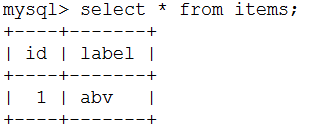 mysql> select * from items;
+----+-------+
| id | label |
+----+-------+
|  1 | abv   |
+----+-------+